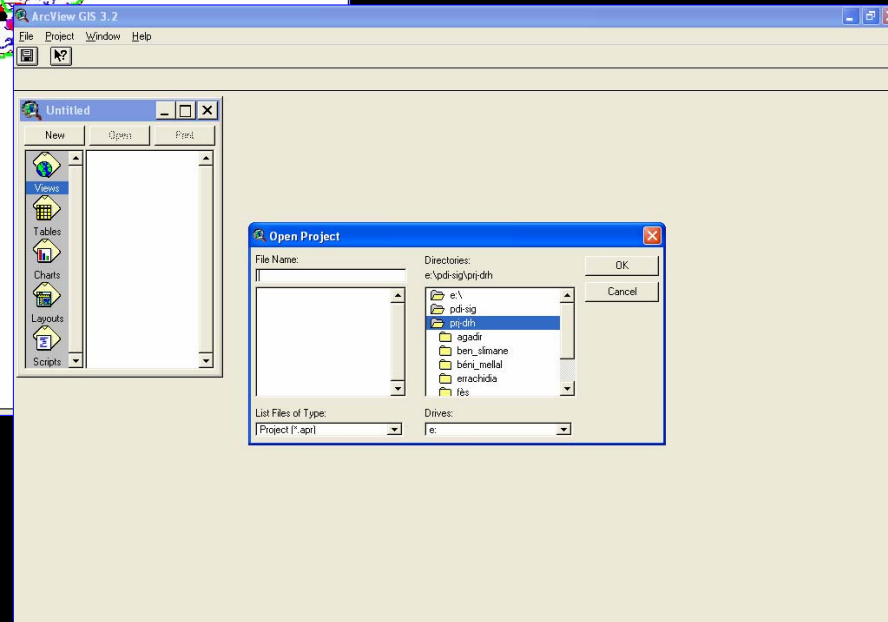 ArcView GIS 3.2
File Project Window Help
Untitled
New Open Print
Views
Tables
Charts
Layouts
Scripts
Open Project
File Name:
Directories:
e:\pdi-sig\prj-drh
OK
Cancel
e:\
pdi-sig
prj-drh
agadir
ben_slimane
béni_mellal
errachidia
fès
List Files of Type:
Project (*.apr)
Drives:
e: